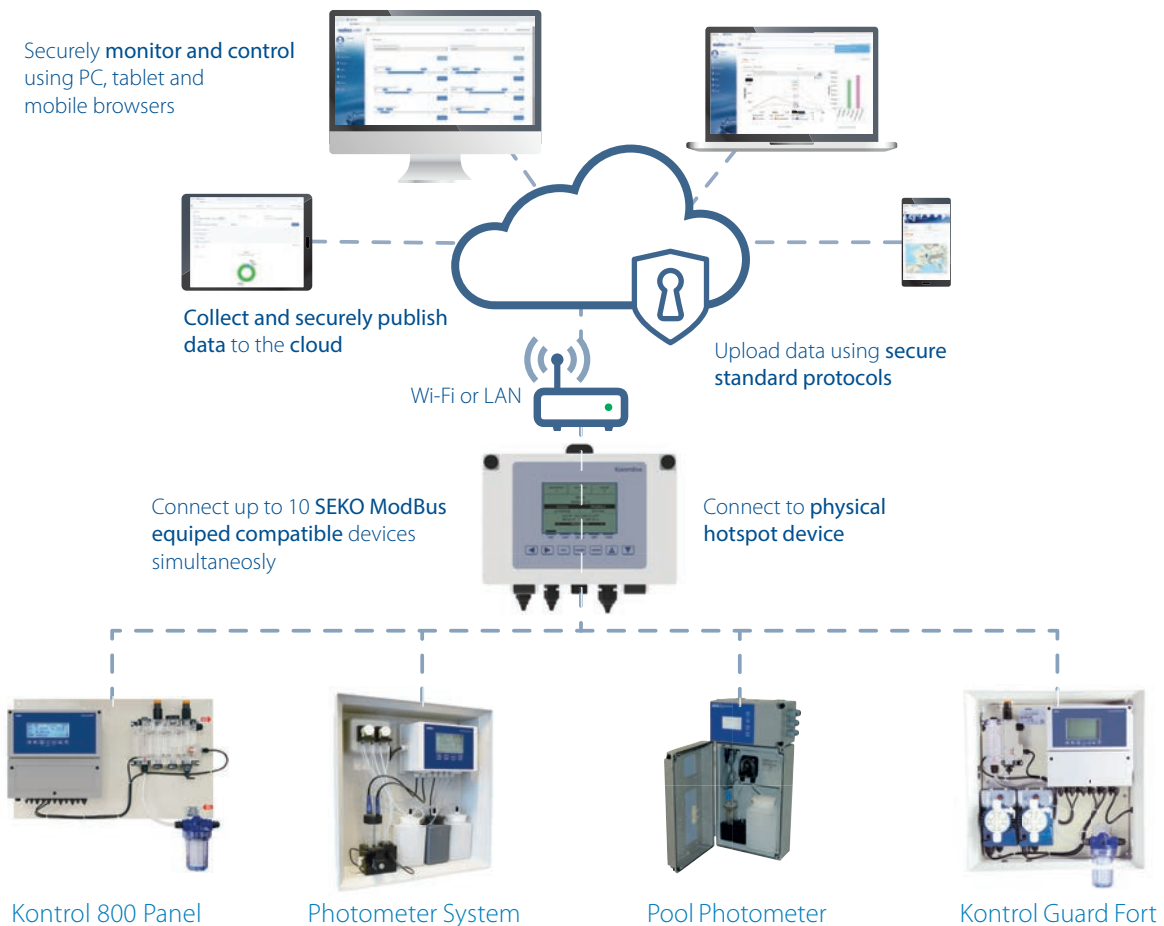 Securely monitor and control
using PC, tablet and
mobile browsers
Collect and securely publish
data to the cloud
Upload data using secure
standard protocols
Wi-Fi or LAN
Connect up to 10 SEKO ModBus
equiped compatible devices
simultaneosly
Connect to physical
hotspot device
Kontrol 800 Panel
Photometer System
Pool Photometer
Kontrol Guard Fort